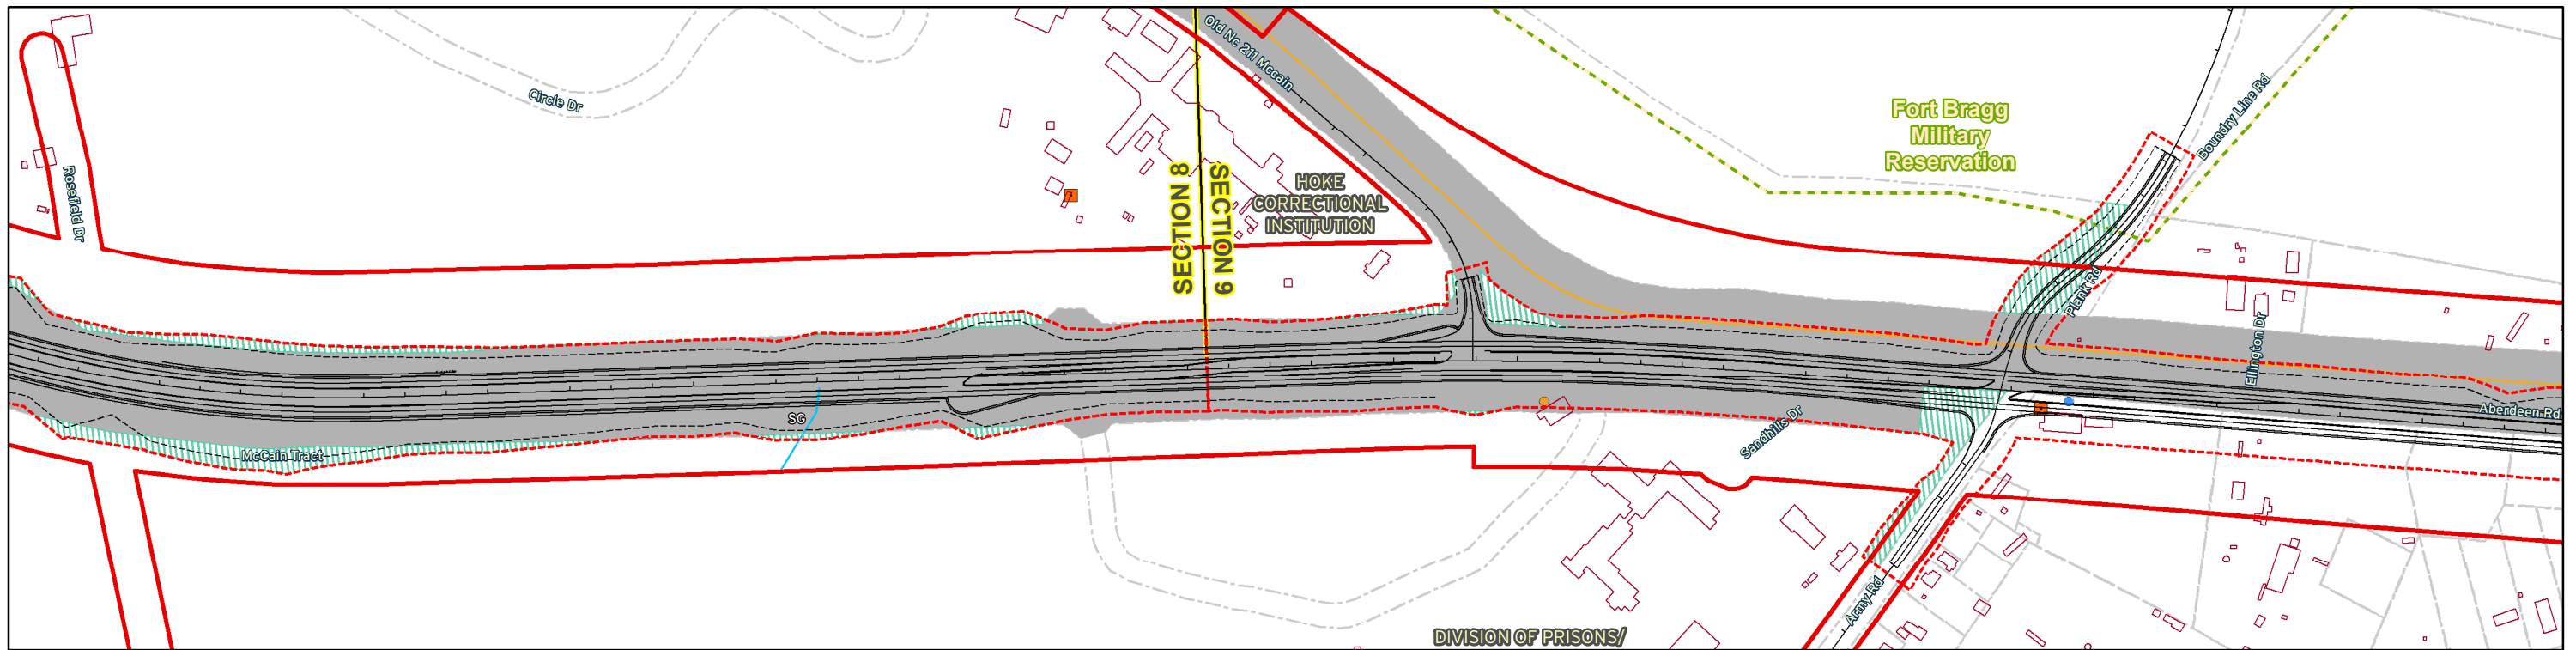 Old Nc 211 Mccain
Circle Dr
Fort Bragg
Military
Reservation
Boundry Line Rd
Rosefield Dr
SECTION 8
SECTION 9
HOKE
CORRECTIONAL
INSTITUTION
Plank Rd
Ellington Dr
Aberdeen Rd
SG
Sandhills Dr
McCain Tract
Army Rd
DIVISION OF PRISONS/